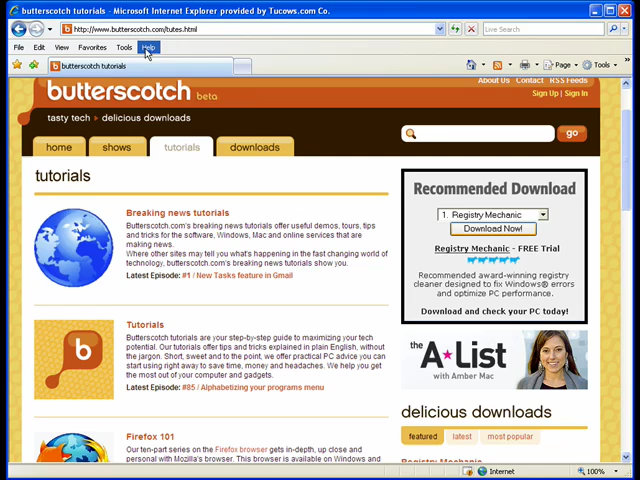 butterscotch tutorials - Microsoft Internet Explorer provided by Tucows.com Co.
http://www.butterscotch.com/tutes.html
Live Search
File Edit View Favorites Tools Help
butterscotch tutorials
Page Tools
About Us Contact RSS Feeds
butterscotch beta
Sign Up | Sign In
tasty tech delicious downloads
go
home shows tutorials downloads
tutorials
Breaking news tutorials
Butterscotch.com's breaking news tutorials offer useful demos, tours, tips
and tricks for the software, Windows, Mac and online services that are
making news.
Where other sites may tell you what's happening in the fast changing world of
technology, butterscotch.com's breaking news tutorials show you.
Latest Episode: #1 / New Tasks feature in Gmail
Tutorials
Butterscotch tutorials are your step-by-step guide to maximizing your tech
potential. Our tutorials offer tips and tricks explained in plain English, without
the jargon. Short, sweet and to the point, we offer practical PC advice you can
start using right away to save time, money and headaches. We help you get
the most out of your computer and gadgets.
Latest Episode: #85 / Alphabetizing your programs menu
b
Firefox 101
Our ten-part series on the Firefox browser gets in-depth, up close and
personal with Mozilla's browser. This browser is available on Windows and
Recommended Download
1. Registry Mechanic
Download Now!
Registry Mechanic - FREE Trial
Recommended award-winning registry
cleaner designed to fix Windows® errors
and optimize PC performance.
Download and check your PC today!
the A List
with Amber Mac
delicious downloads
featured latest most popular
Registry Mechanic
Internet 100%